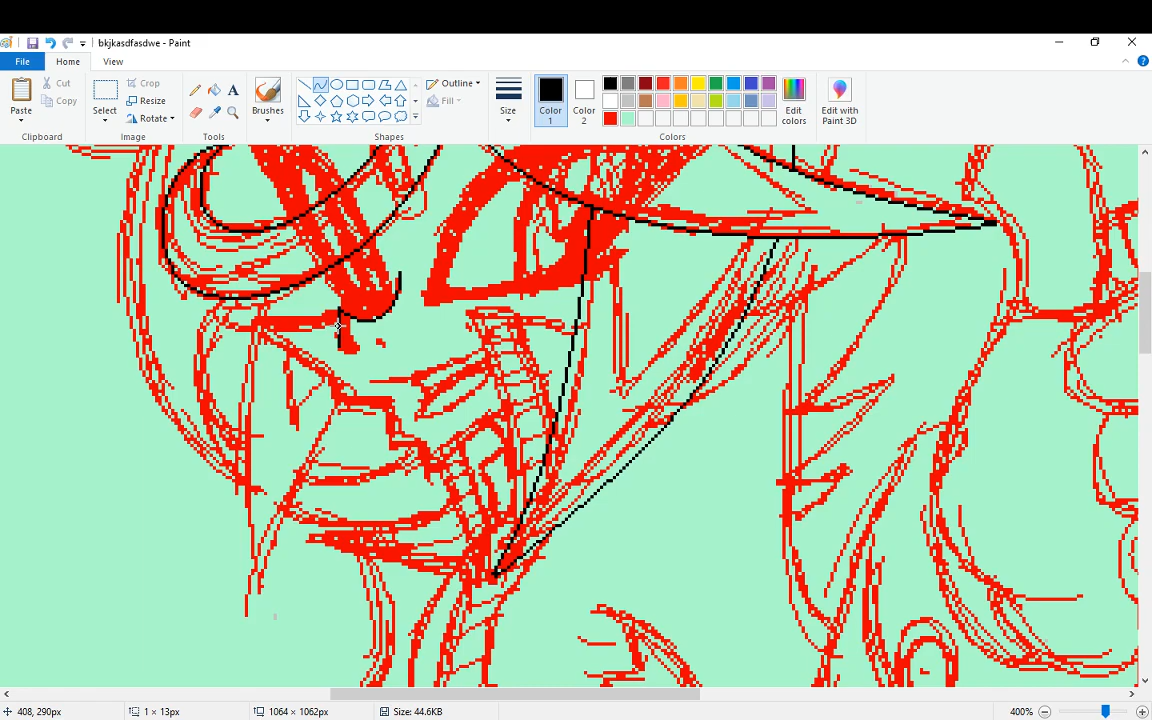 bkjkasdfasdwe - Paint
File Home View
Paste Cut Copy Clipboard
Select Crop Resize Rotate Image
Tools
Brushes
Outline Fill Shapes
Size
Color 1 Color 2 Edit colors Colors
Edit with Paint 3D
408, 290px 1 × 13px 1064 × 1062px Size: 44.6KB 400%